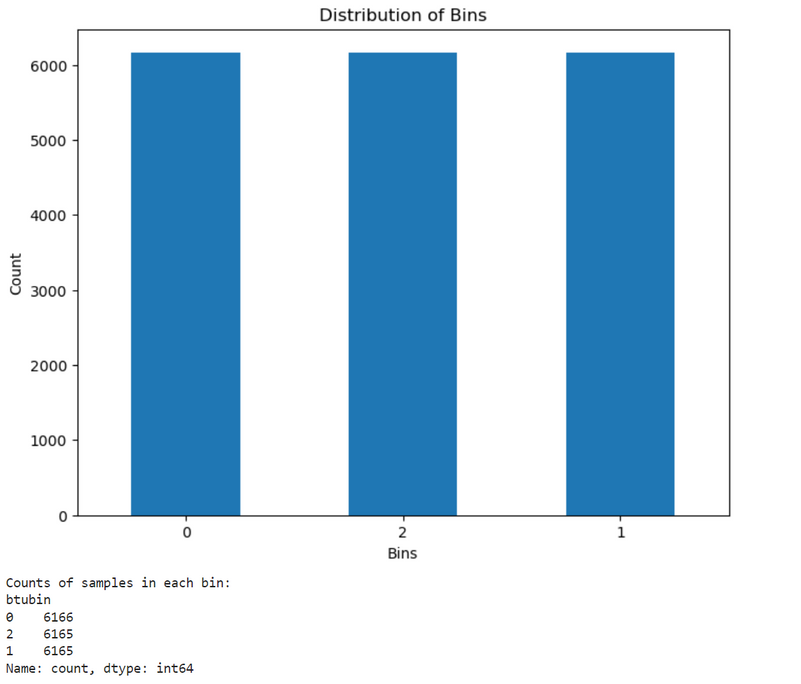 Distribution of Bins
6000
5000
4000
3000
2000
1000
0
Count
0 2 1
Bins
Counts of samples in each bin:
btubin
0    6166
2    6165
1    6165
Name: count, dtype: int64